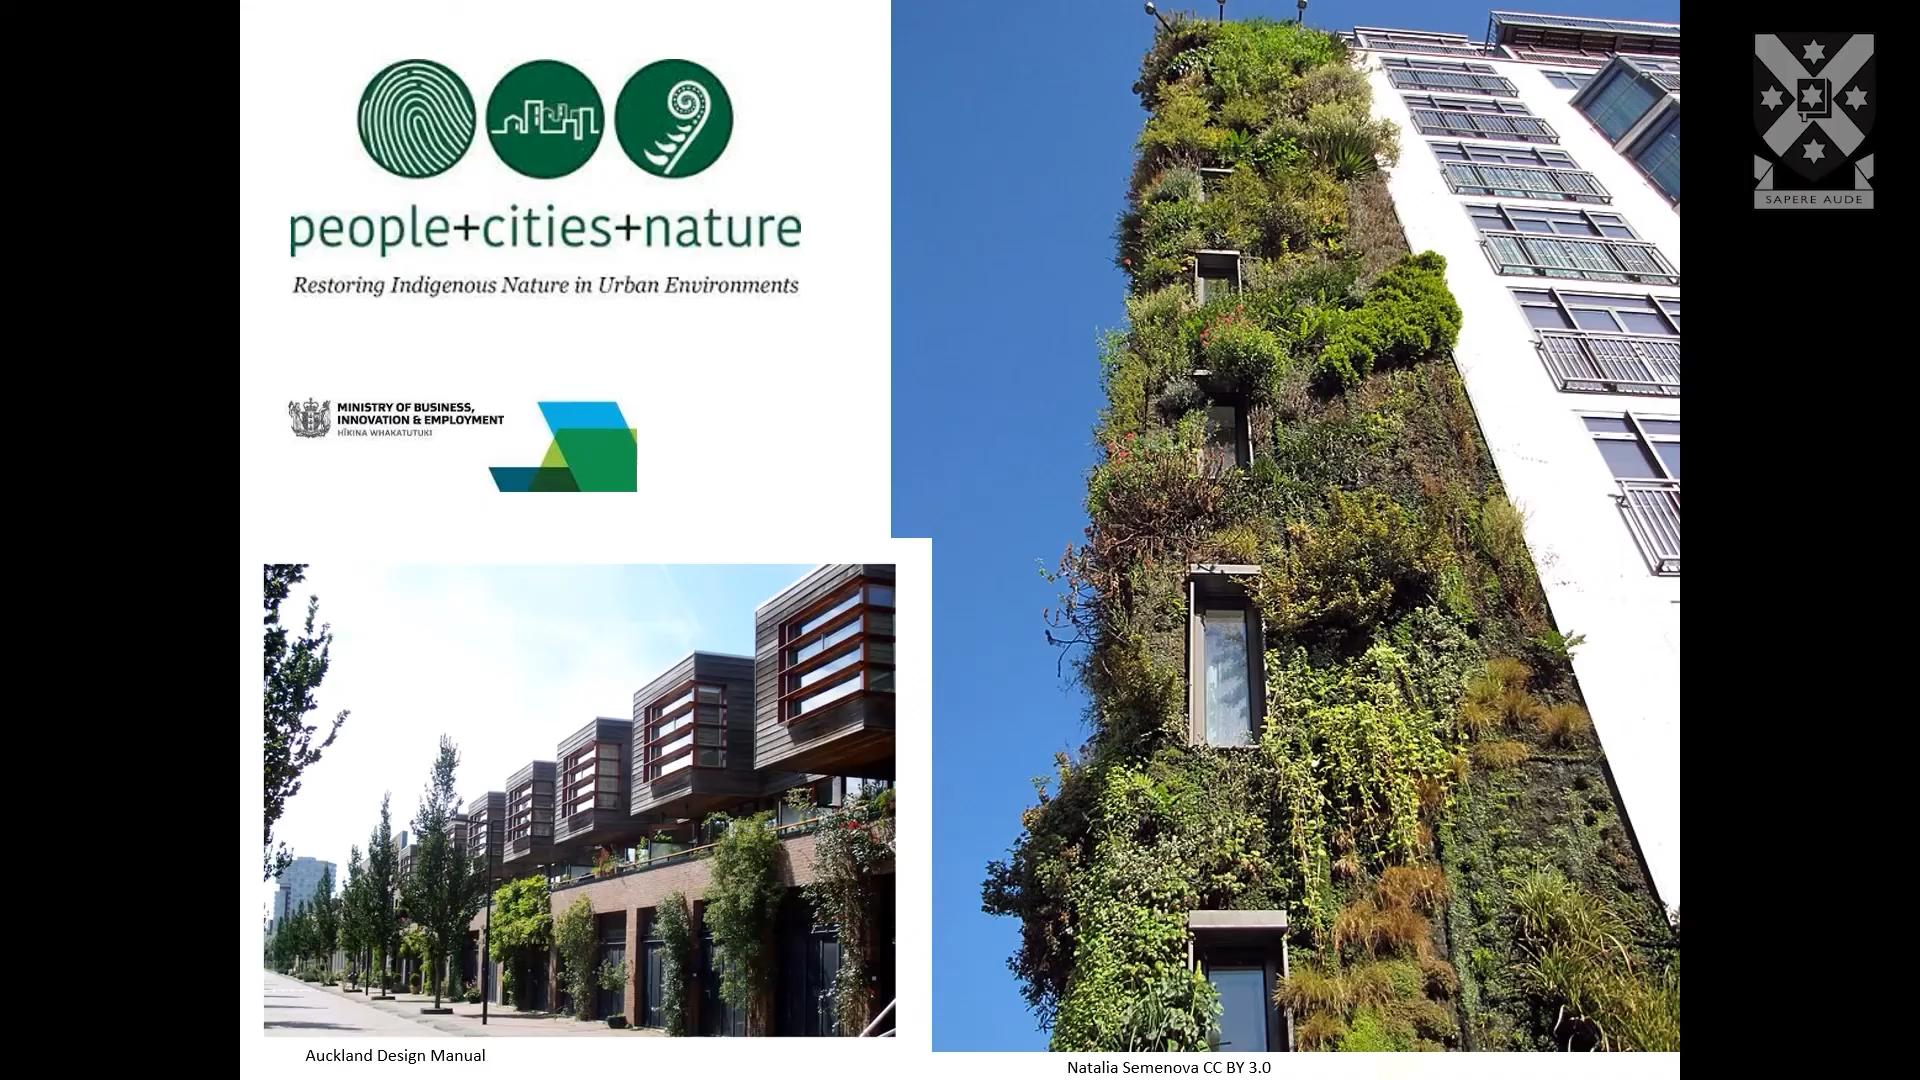 people+cities+nature
Restoring Indigenous Nature in Urban Environments
MINISTRY OF BUSINESS,
INNOVATION & EMPLOYMENT
HĪKINA WHAKATUTUKI
SAPERE AUDE
Auckland Design Manual
Natalia Semenova CC BY 3.0